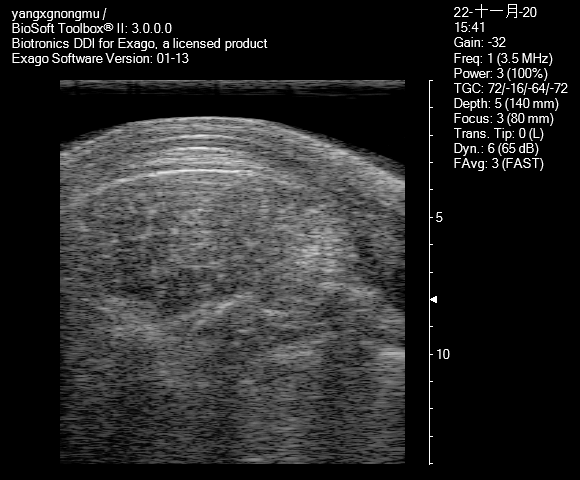 yangxgnongmu /
BioSoft Toolbox® II: 3.0.0.0
Biotronics DDI for Exago, a licensed product
Exago Software Version: 01-13
22-十一月-20
15:41
Gain: -32
Freq: 1 (3.5 MHz)
Power: 3 (100%)
TGC: 72/-16/-64/-72
Depth: 5 (140 mm)
Focus: 3 (80 mm)
Trans. Tip: 0 (L)
Dyn.: 6 (65 dB)
FAvg: 3 (FAST)
5
10